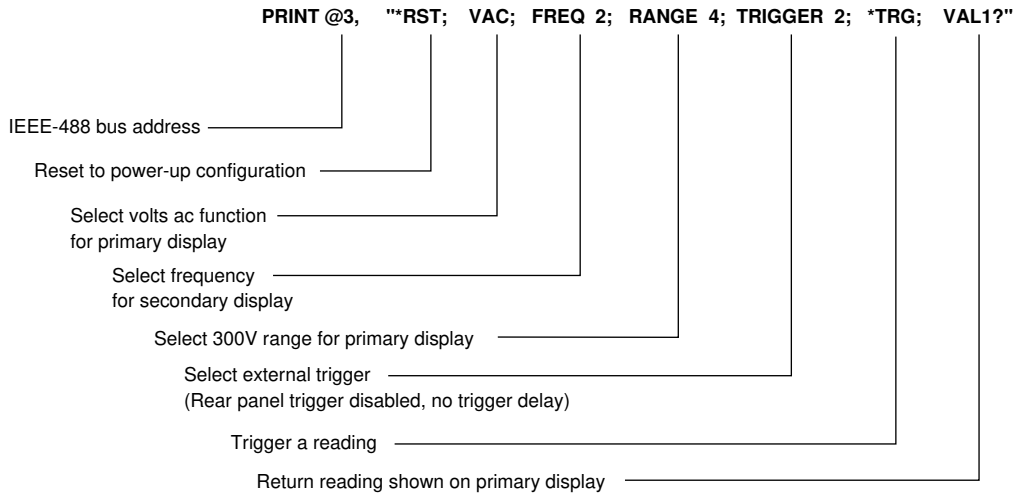 PRINT @3, "*RST; VAC; FREQ 2; RANGE 4; TRIGGER 2; *TRG; VAL1?"
IEEE-488 bus address
Reset to power-up configuration
Select volts ac function
for primary display
Select frequency
for secondary display
Select 300V range for primary display
Select external trigger
(Rear panel trigger disabled, no trigger delay)
Trigger a reading
Return reading shown on primary display